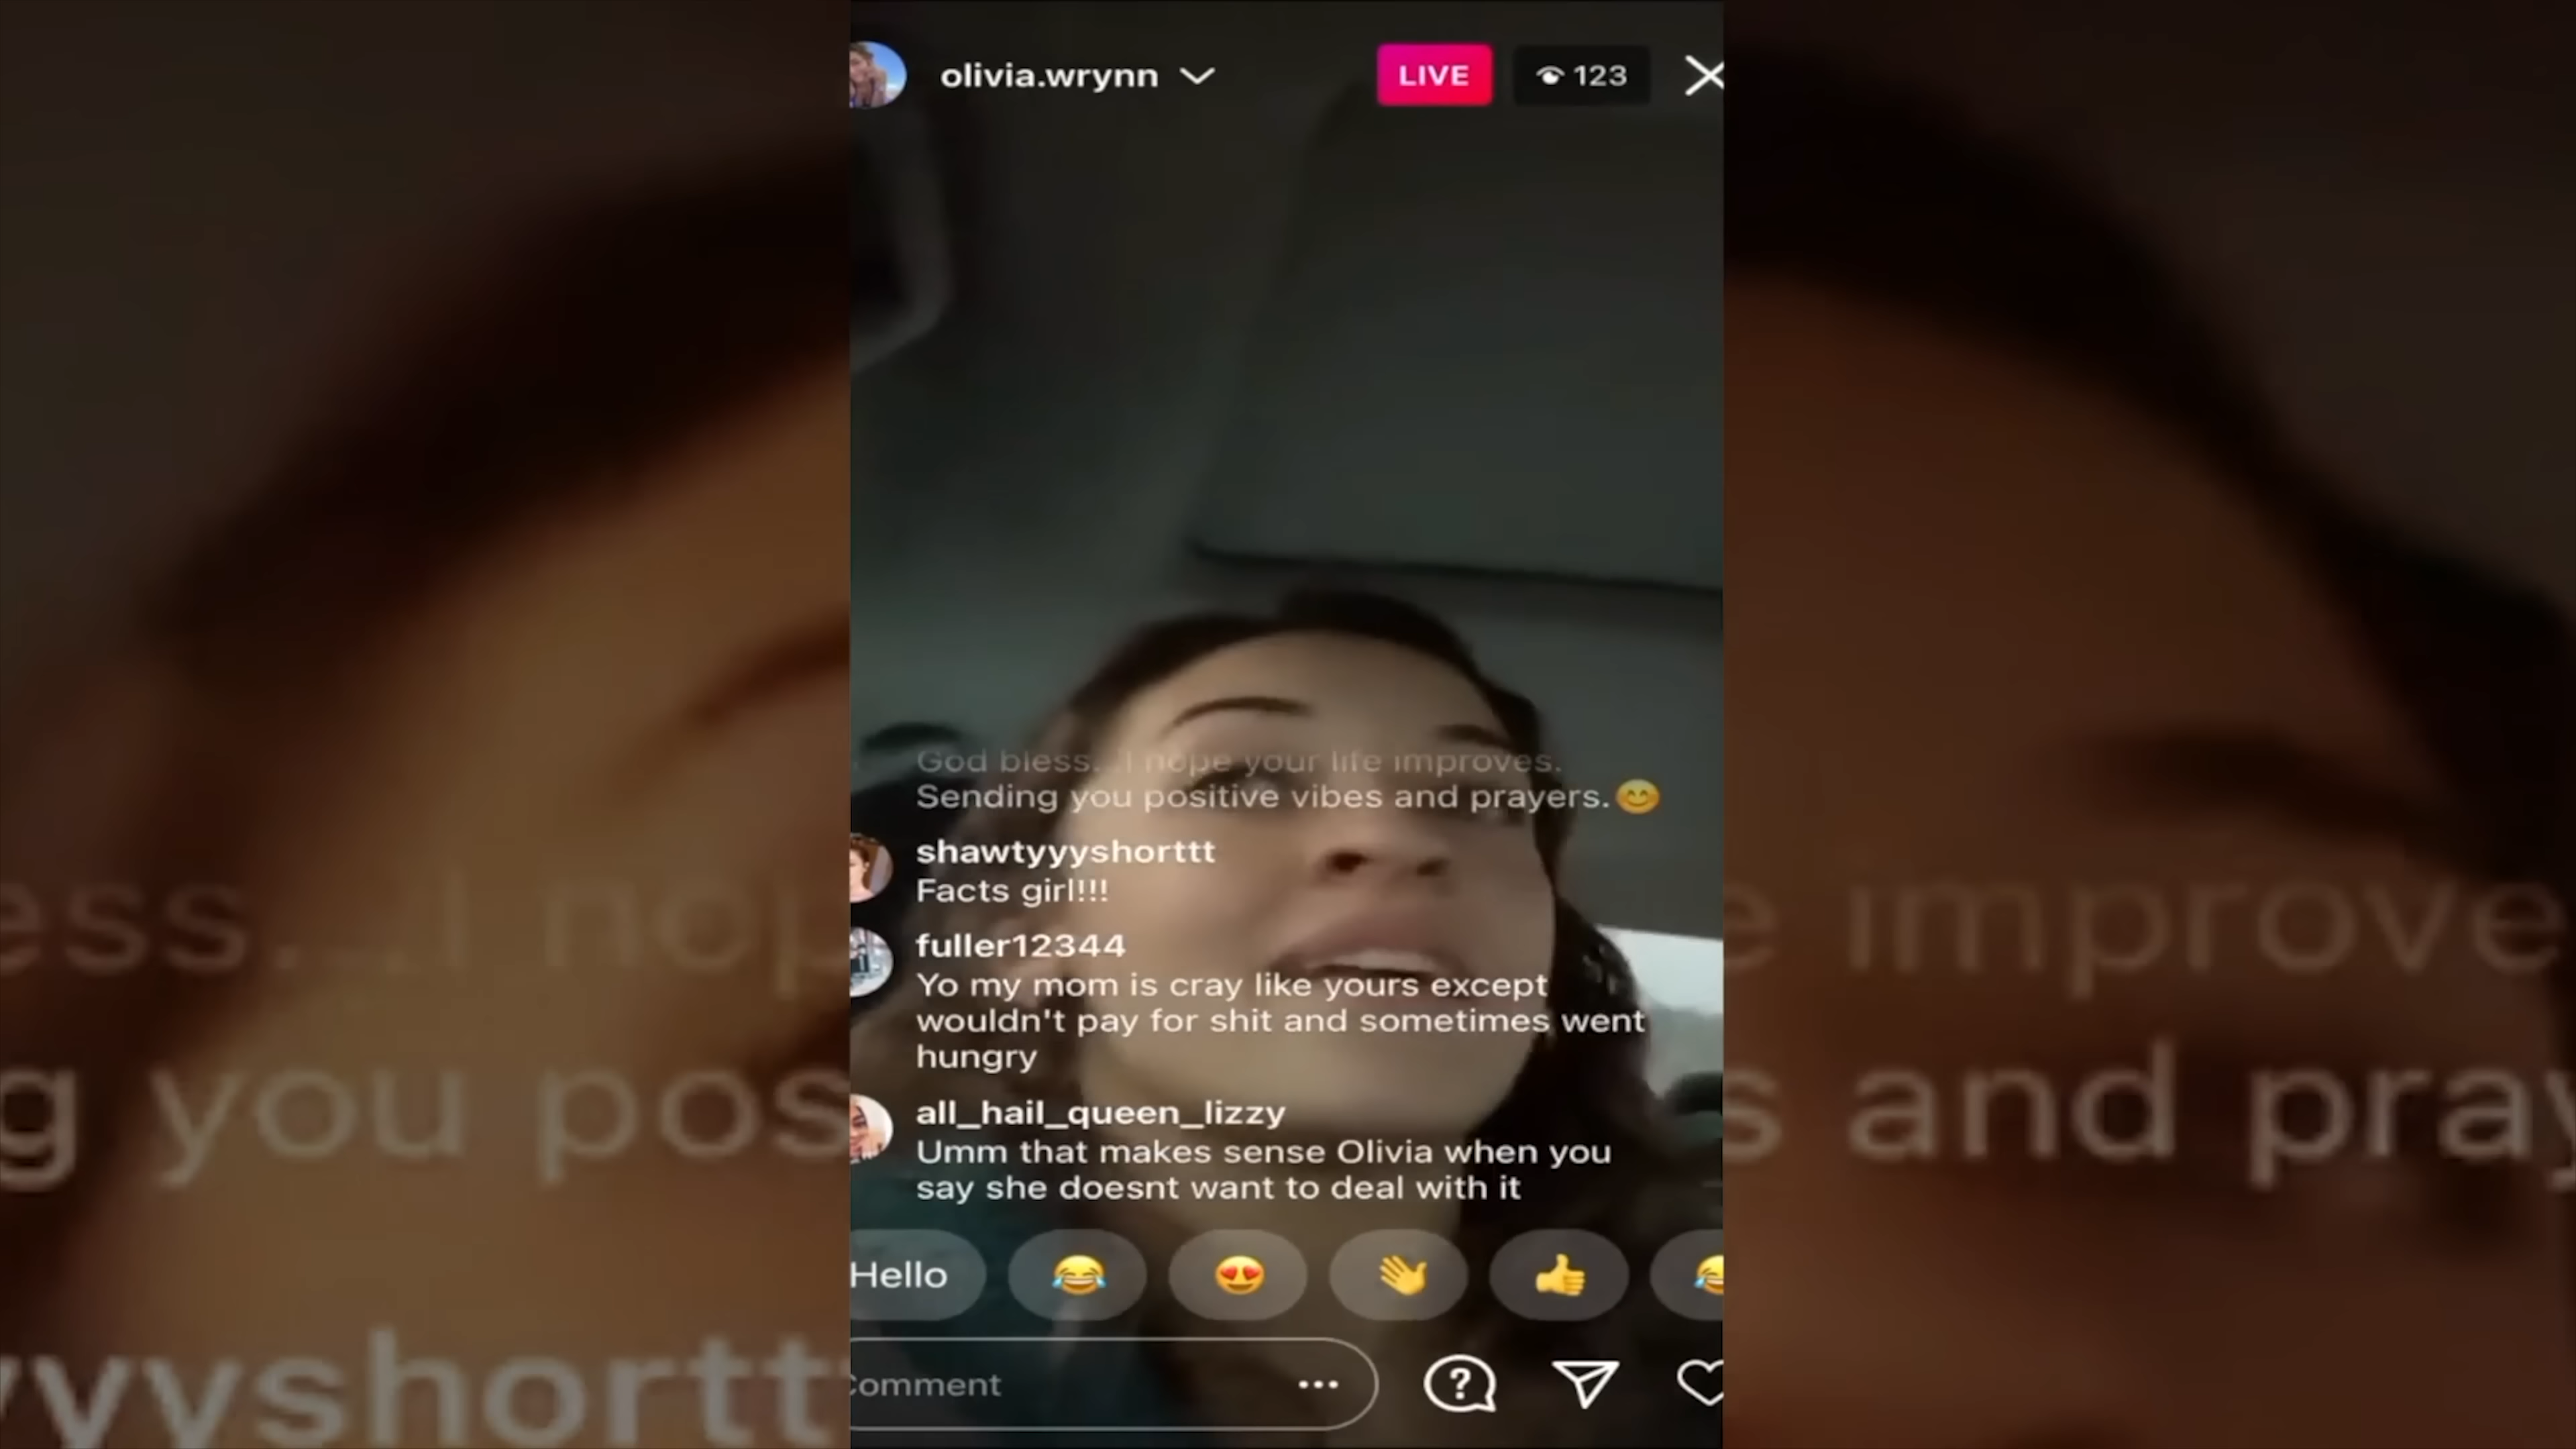 olivia.wrynn
LIVE
123
God bless. I hope your life improves.
Sending you positive vibes and prayers.😊
shawtyyyshorttt
Facts girl!!!
fuller12344
Yo my mom is cray like yours except
wouldn't pay for shit and sometimes went
hungry
all_hail_queen_lizzy
Umm that makes sense Olivia when you
say she doesnt want to deal with it
Hello
omment